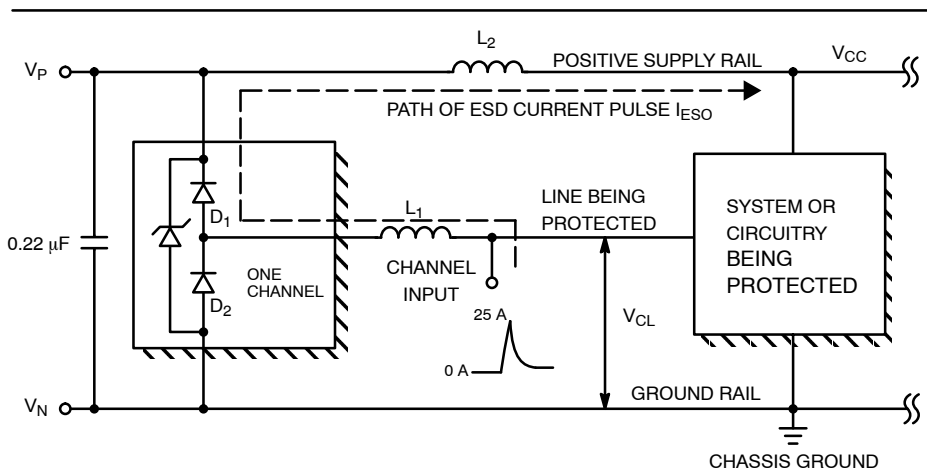 L2
VP
POSITIVE SUPPLY RAIL
VCC
PATH OF ESD CURRENT PULSE IESO
D1
L1
LINE BEING
PROTECTED
SYSTEM OR
CIRCUITRY
BEING
PROTECTED
0.22 μF
ONE
CHANNEL
D2
CHANNEL
INPUT
25 A
VCL
0 A
VN
GROUND RAIL
CHASSIS GROUND